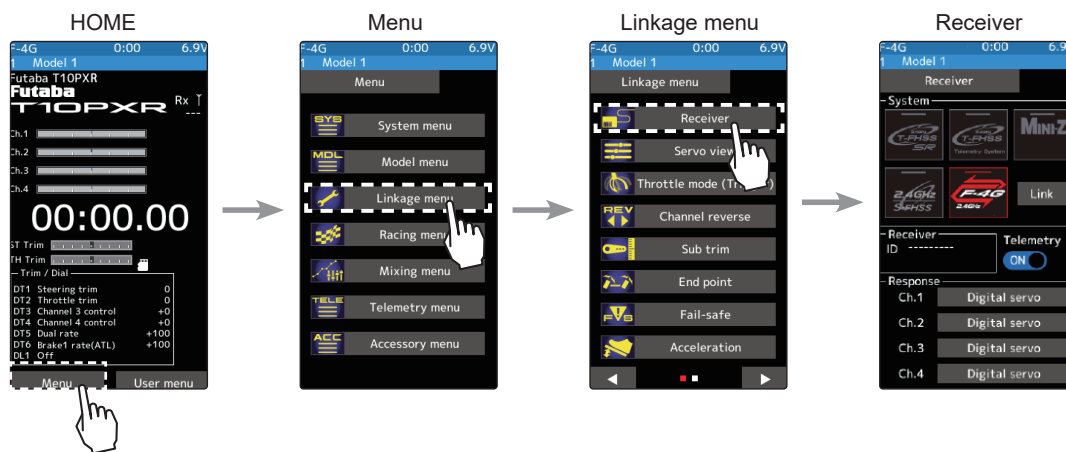 HOME
F-4G 0:00 6.9V
1 Model 1
Futaba T10PXR
Futaba
T10PXR Rx
---
Ch.1
Ch.2
Ch.3
Ch.4
00:00.00
ST Trim
TH Trim
Trim / Dial
DT1 Steering trim 0
DT2 Throttle trim 0
DT3 Channel 3 control +0
DT4 Channel 4 control +0
DT5 Dual rate +100
DT6 Brake1 rate(ATL) +100
DL1 Off
Menu User menu
Menu
F-4G 0:00 6.9V
1 Model 1
Menu
SYS System menu
MDL Model menu
Linkage menu
Racing menu
Mixing menu
TELE Telemetry menu
ACC Accessory menu
Linkage menu
F-4G 0:00 6.9V
1 Model 1
Linkage menu
Receiver
Servo view
Throttle mode (Tr
REV Channel reverse
Sub trim
End point
F/S Fail-safe
Acceleration
Receiver
F-4G 0:00 6.9
1 Model 1
Receiver
System
T-FHSS SR
T-FHSS Telemetry System
MINI-Z
2.4GHz S-FHSS
F-4G 2.4GHz
Link
Receiver
ID ---------
Telemetry
ON
Response
Ch.1 Digital servo
Ch.2 Digital servo
Ch.3 Digital servo
Ch.4 Digital servo